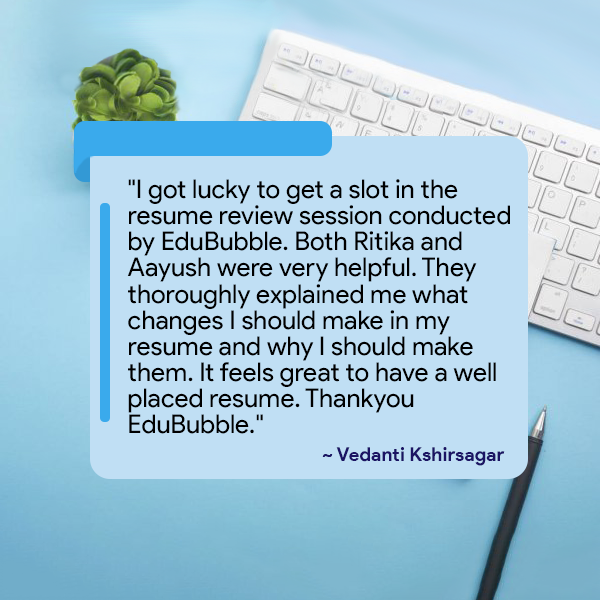 "I got lucky to get a slot in the
resume review session conducted
by EduBubble. Both Ritika and
Aayush were very helpful. They
thoroughly explained me what
changes I should make in my
resume and why I should make
them. It feels great to have a well
placed resume. Thankyou
EduBubble."
~ Vedanti Kshirsagar